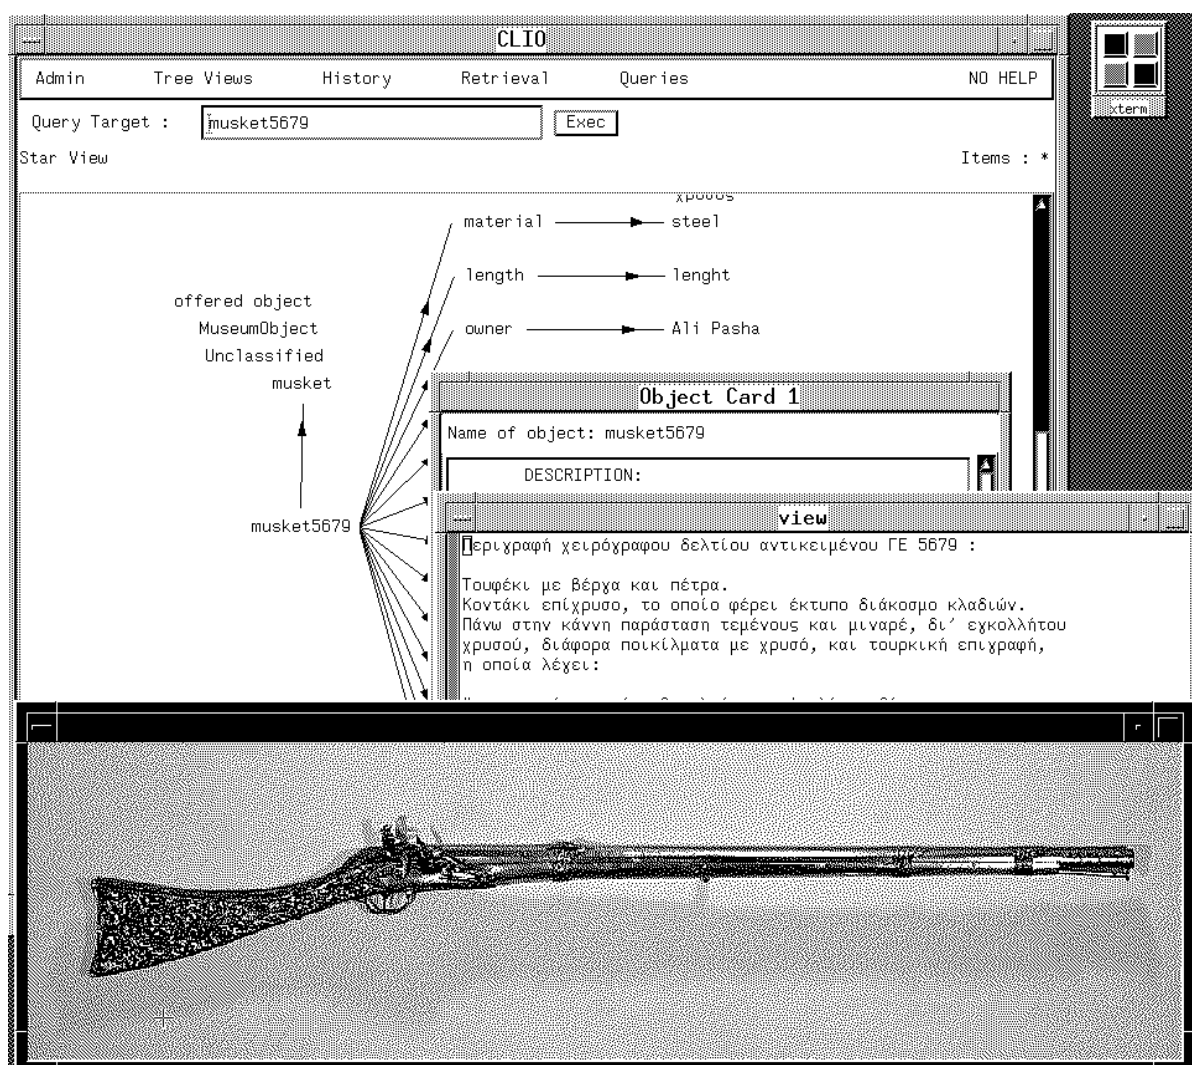 CLIO
Admin Tree Views History Retrieval Queries NO HELP
xterm
Query Target : musket5679 Exec
Star View Items : *
χρυσός
material steel
length lenght
offered object
MuseumObject
owner Ali Pasha
Unclassified
musket
Object Card 1
Name of object: musket5679
DESCRIPTION:
musket5679
view
Περιγραφή χειρόγραφου δελτίου αντικειμένου ΓΕ 5679 :
Τουφέκι με βέργα και πέτρα.
Κοντάκι επίχρυσο, το οποίο φέρει έκτυπο διάκοσμο κλαδιών.
Πάνω στην κάννη παράσταση τεμένους και μιναρέ, δι΄ εγκολλήτου
χρυσού, διάφορα ποικίλματα με χρυσό, και τουρκική επιγραφή,
η οποία λέγει: